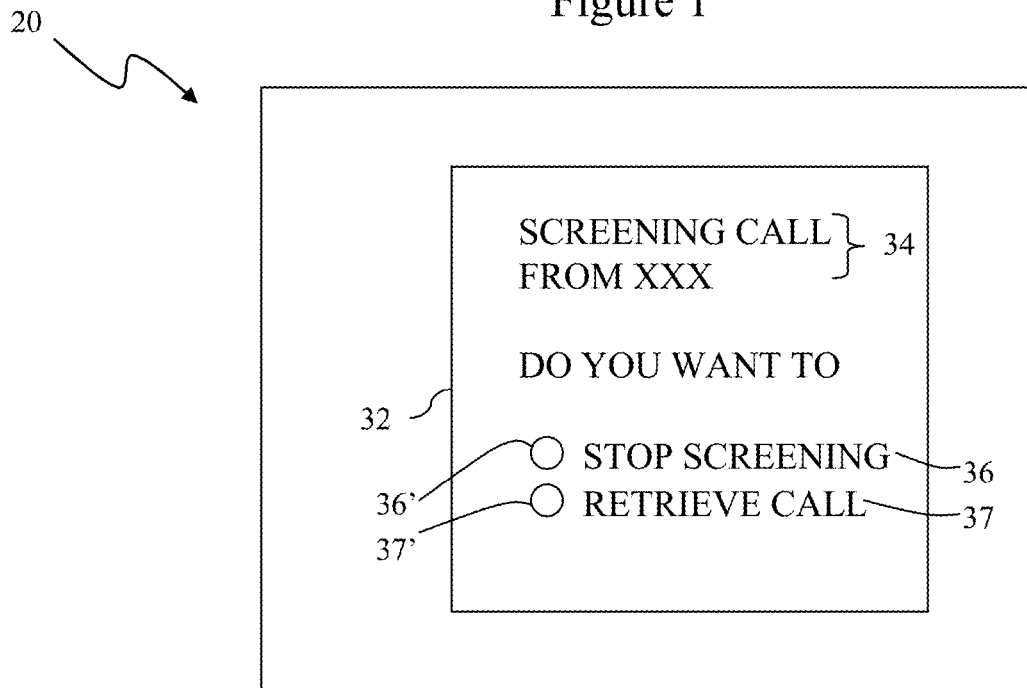 Figure 1
20
SCREENING CALL
34
FROM XXX
DO YOU WANT TO
32
STOP SCREENING
36
36’
RETRIEVE CALL
37
37’